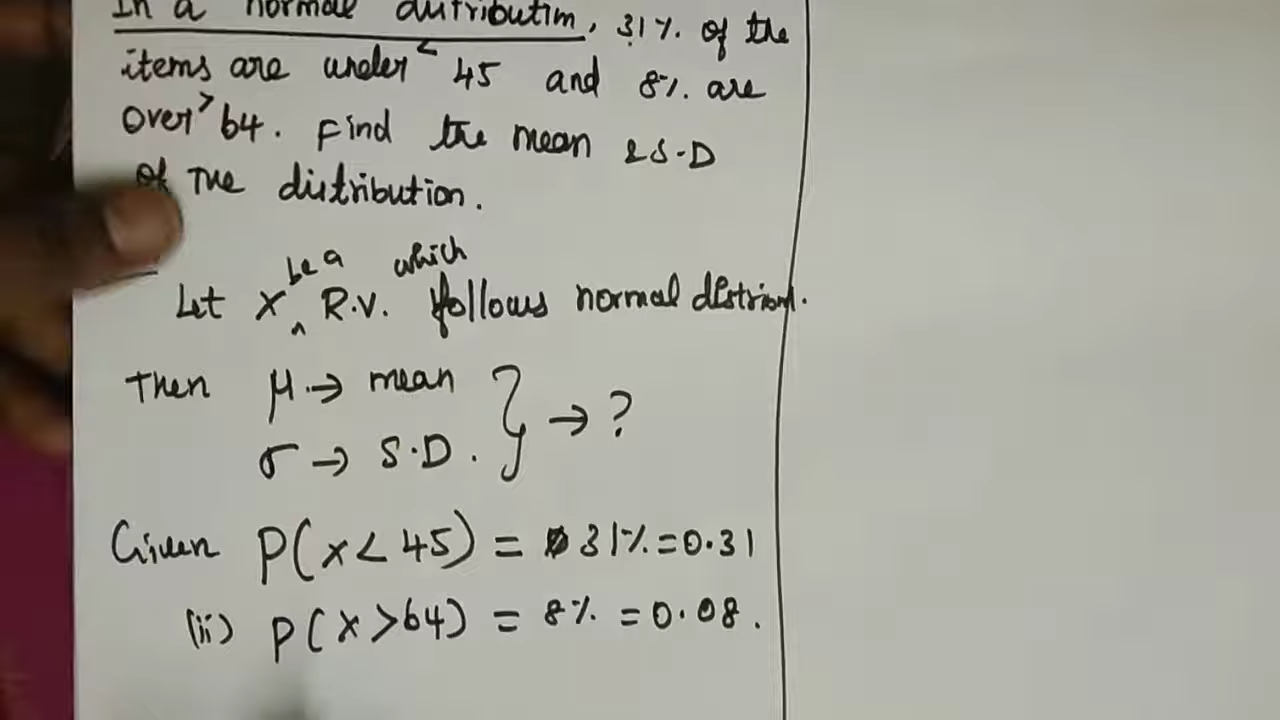 In a normal distribution, 31% of the
items are under < 45 and 8% are
over > 64. Find the mean & S.D
of the distribution.
Let X be a R.V. which follows normal distribn.
Then μ → mean
σ → S.D. } → ?
Given P(X < 45) = 31% = 0.31
(ii) P(X > 64) = 8% = 0.08.